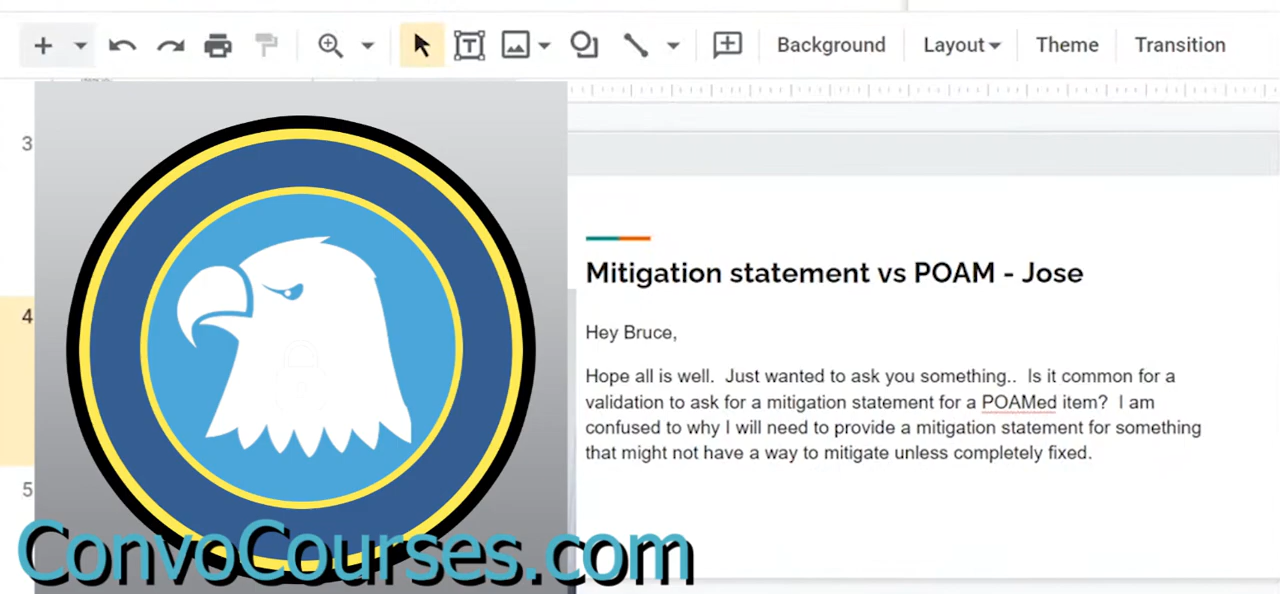 Background
Layout
Theme
Transition
3
4
5
Mitigation statement vs POAM - Jose
Hey Bruce,
Hope all is well. Just wanted to ask you something.. Is it common for a
validation to ask for a mitigation statement for a POAMed item? I am
confused to why I will need to provide a mitigation statement for something
that might not have a way to mitigate unless completely fixed.
ConvoCourses.com